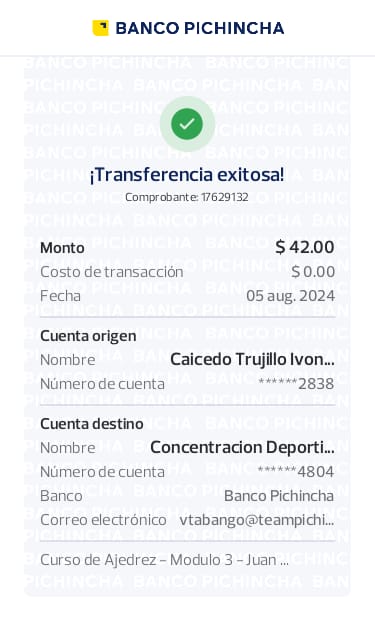 BANCO PICHINCHA
¡Transferencia exitosa!
Comprobante: 17629132
Monto $ 42.00
Costo de transacción $ 0.00
Fecha 05 aug. 2024
Cuenta origen
Nombre Caicedo Trujillo Ivon...
Número de cuenta ******2838
Cuenta destino
Nombre Concentracion Deporti...
Número de cuenta ******4804
Banco Banco Pichincha
Correo electrónico vtabango@teampichi...
Curso de Ajedrez - Modulo 3 - Juan ...